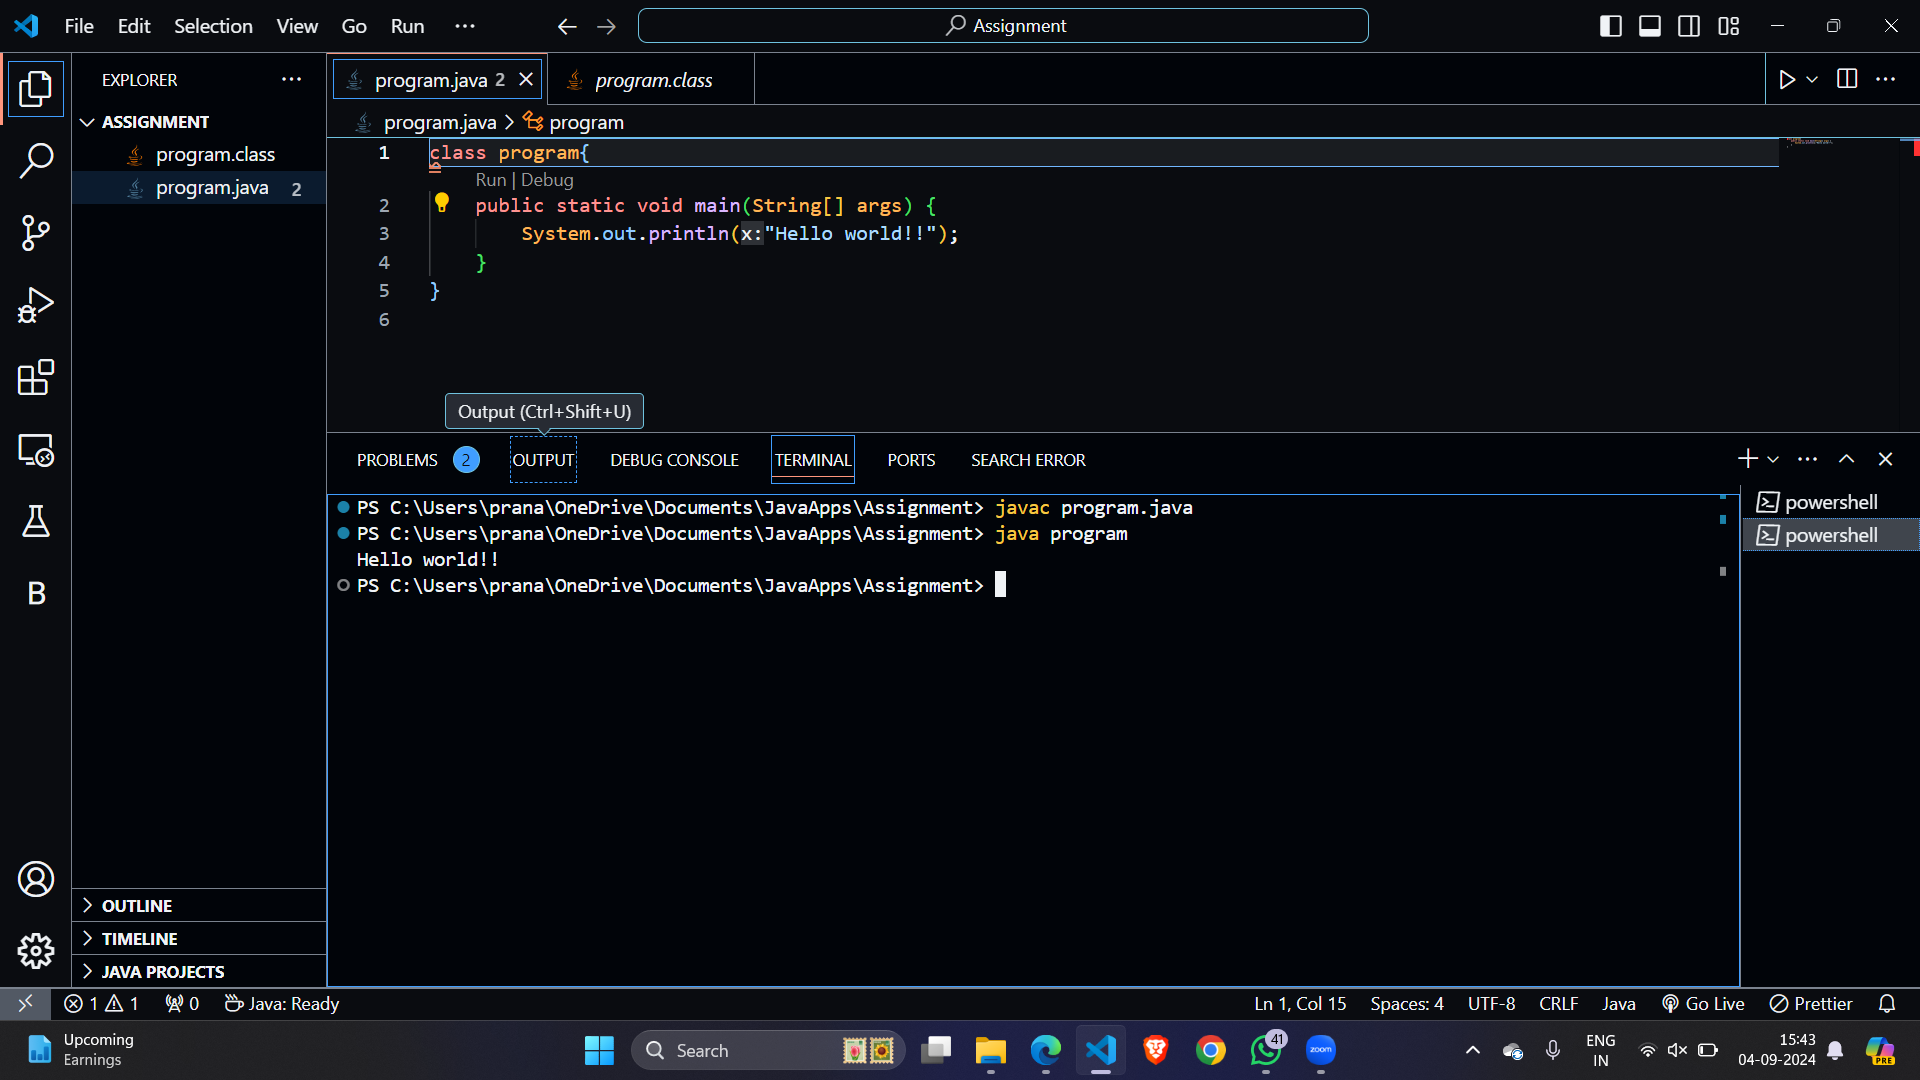 File Edit Selection View Go Run ···
Assignment
EXPLORER ···
ASSIGNMENT
program.class
program.java 2
OUTLINE
TIMELINE
JAVA PROJECTS
program.java 2
program.class
program.java > program
1 class program{
Run | Debug
2 public static void main(String[] args) {
3 System.out.println(x:"Hello world!!");
4 }
5 }
6
Output (Ctrl+Shift+U)
PROBLEMS 2 OUTPUT DEBUG CONSOLE TERMINAL PORTS SEARCH ERROR
PS C:\Users\prana\OneDrive\Documents\JavaApps\Assignment> javac program.java
PS C:\Users\prana\OneDrive\Documents\JavaApps\Assignment> java program
Hello world!!
PS C:\Users\prana\OneDrive\Documents\JavaApps\Assignment>
powershell
powershell
B
1 1 0 Java: Ready Ln 1, Col 15 Spaces: 4 UTF-8 CRLF Java Go Live Prettier
Upcoming
Earnings
Search
zoom
41
ENG
IN
15:43
04-09-2024
PRE